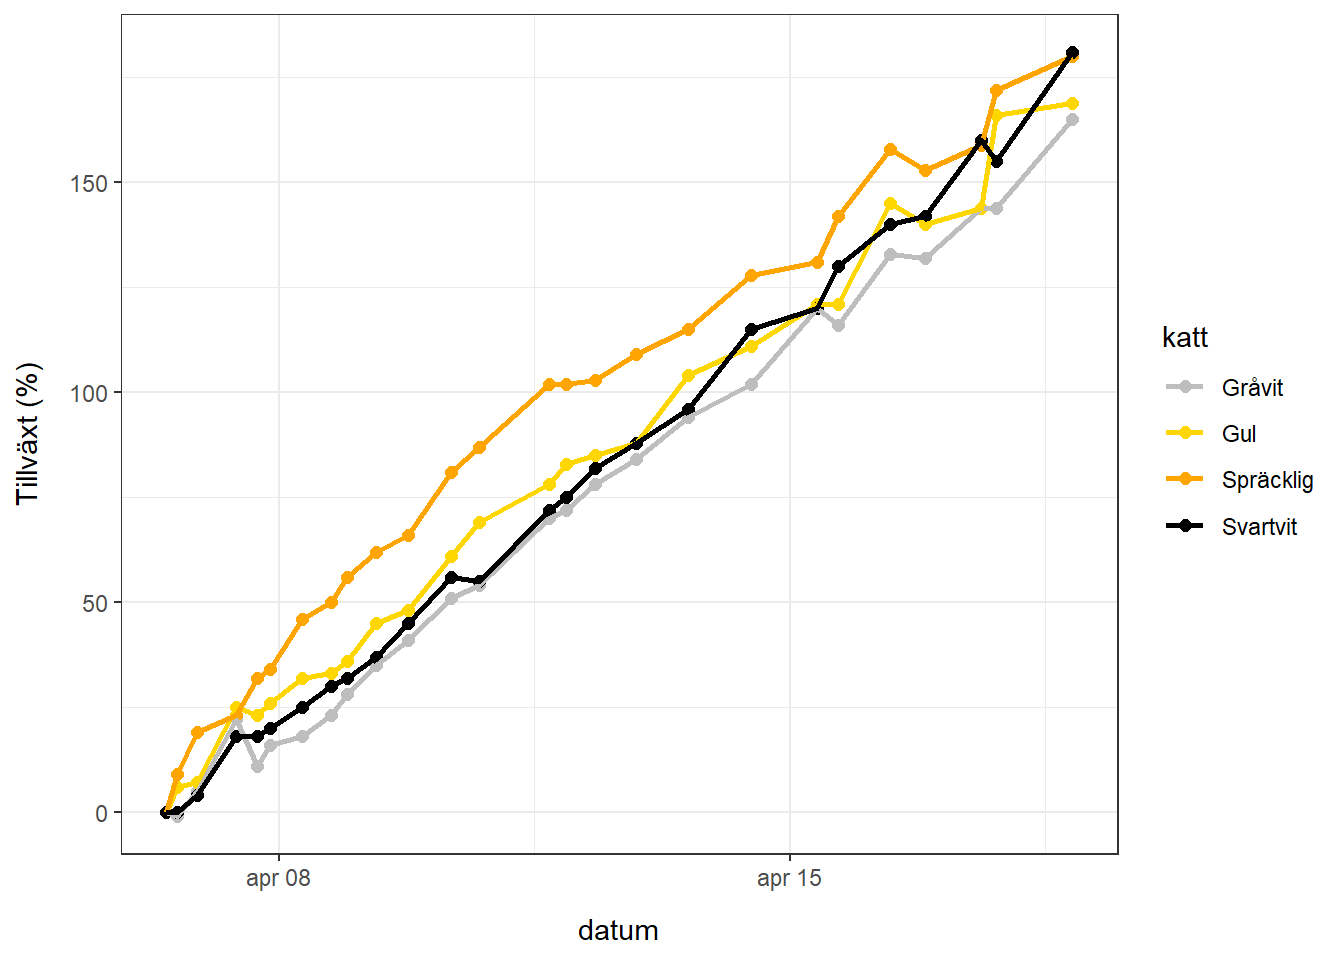 Tillväxt (%)
150
100
50
0
apr 08
apr 15
datum
katt
Gråvit
Gul
Spräcklig
Svartvit